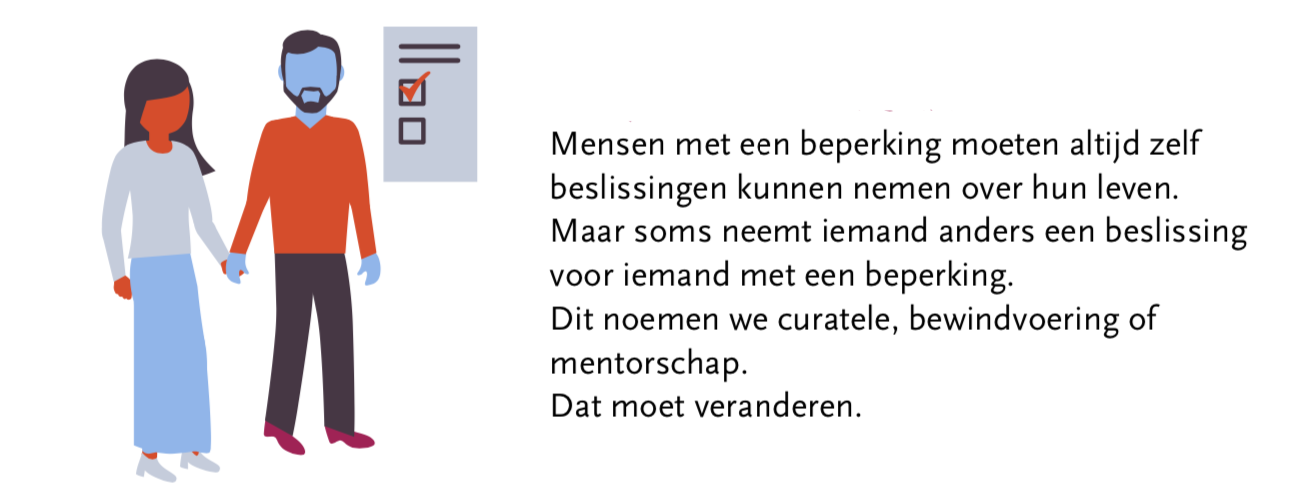 Mensen met een beperking moeten altijd zelf
beslissingen kunnen nemen over hun leven.
Maar soms neemt iemand anders een beslissing
voor iemand met een beperking.
Dit noemen we curatele, bewindvoering of
mentorschap.
Dat moet veranderen.